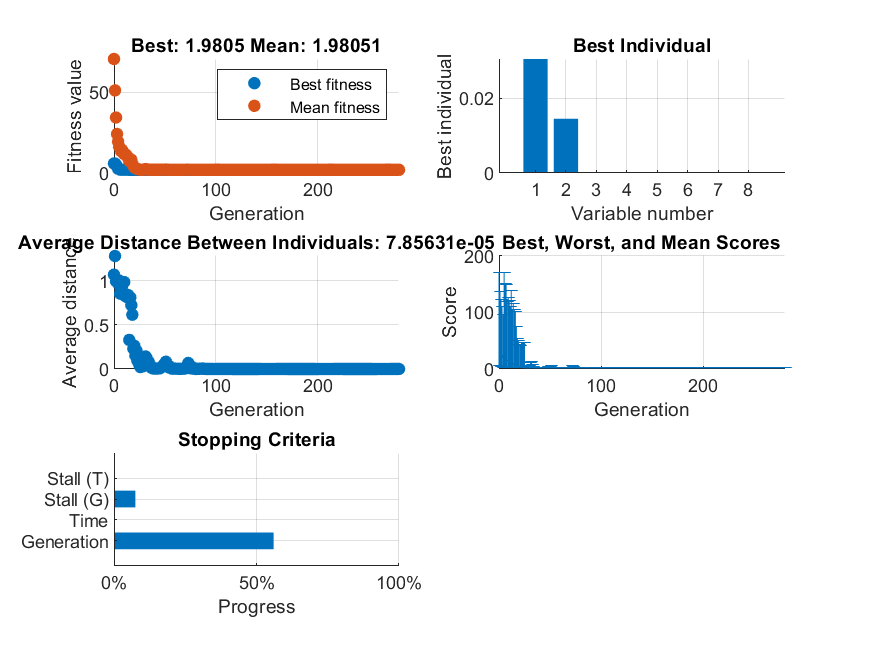 Best: 1.9805 Mean: 1.98051
Fitness value
50
0
Best fitness
Mean fitness
0 100 200
Generation
Best Individual
Best individual
0.02
0
1 2 3 4 5 6 7 8
Variable number
Average Distance Between Individuals: 7.85631e-05
Average distance
1
0.5
0
0 100 200
Generation
Best, Worst, and Mean Scores
Score
200
100
0
0 100 200
Generation
Stopping Criteria
Stall (T)
Stall (G)
Time
Generation
0% 50% 100%
Progress